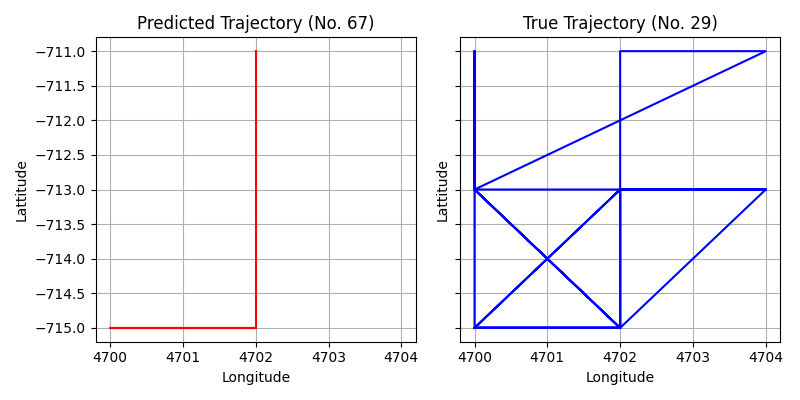 Predicted Trajectory (No. 67)
True Trajectory (No. 29)
−711.0
−711.5
−712.0
−712.5
−713.0
−713.5
−714.0
−714.5
−715.0
Lattitude
Lattitude
4700 4701 4702 4703 4704
4700 4701 4702 4703 4704
Longitude
Longitude